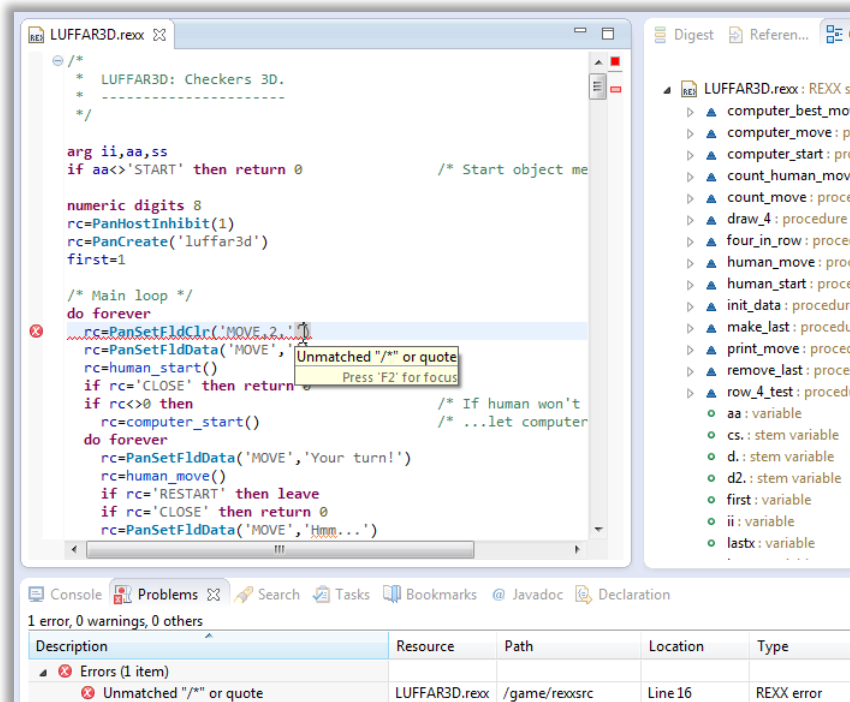 LUFFAR3D.rexx
/*
*  LUFFAR3D: Checkers 3D.
*  ----------------------
*/
arg ii,aa,ss
if aa<>'START' then return 0 /* Start object me
numeric digits 8
rc=PanHostInhibit(1)
rc=PanCreate('luffar3d')
first=1
/* Main loop */
do forever
rc=PanSetFldClr('MOVE,2,' ')
rc=PanSetFldData('MOVE','
rc=human_start()
if rc='CLOSE' then return 0
if rc<>0 then /* If human won't
rc=computer_start() /* ...let computer
do forever
rc=PanSetFldData('MOVE','Your turn!')
rc=human_move()
if rc='RESTART' then leave
if rc='CLOSE' then return 0
rc=PanSetFldData('MOVE','Hmm...')
Unmatched "/*" or quote
Press 'F2' for focus
Digest Referen...
LUFFAR3D.rexx : REXX s
computer_best_mov
computer_move : p
computer_start : pro
count_human_mov
count_move : proce
draw_4 : procedure
four_in_row : proce
human_move : proc
human_start : proce
init_data : procedur
make_last : procedu
print_move : proced
remove_last : proce
row_4_test : proced
aa : variable
cs. : stem variable
d. : stem variable
d2. : stem variable
first : variable
ii : variable
lastx : variable
Console Problems Search Tasks Bookmarks @ Javadoc Declaration
1 error, 0 warnings, 0 others
Description Resource Path Location Type
Errors (1 item)
Unmatched "/*" or quote LUFFAR3D.rexx /game/rexxsrc Line 16 REXX error